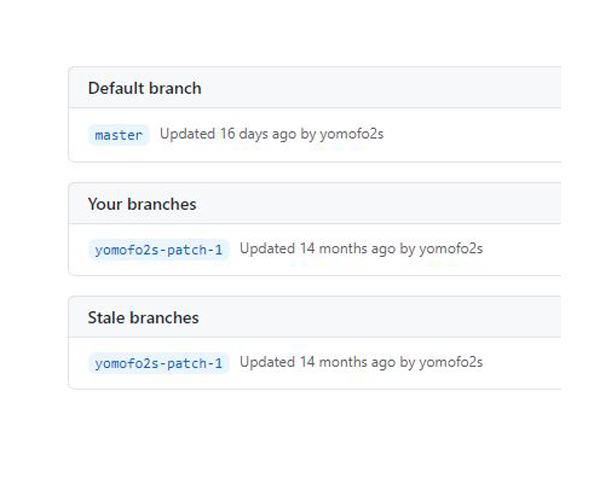 Default branch
master Updated 16 days ago by yomofo2s
Your branches
yomofo2s-patch-1 Updated 14 months ago by yomofo2s
Stale branches
yomofo2s-patch-1 Updated 14 months ago by yomofo2s